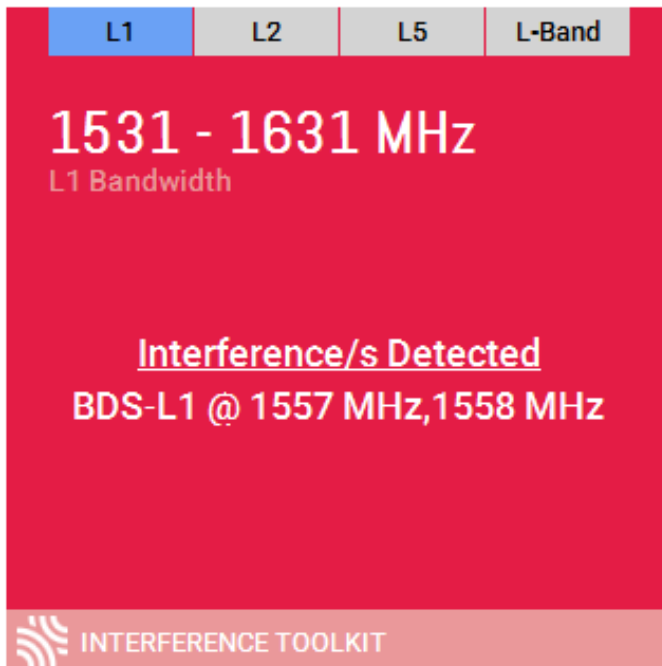 L1 L2 L5 L-Band
1531 - 1631 MHz
L1 Bandwidth
Interference/s Detected
BDS-L1 @ 1557 MHz,1558 MHz
INTERFERENCE TOOLKIT